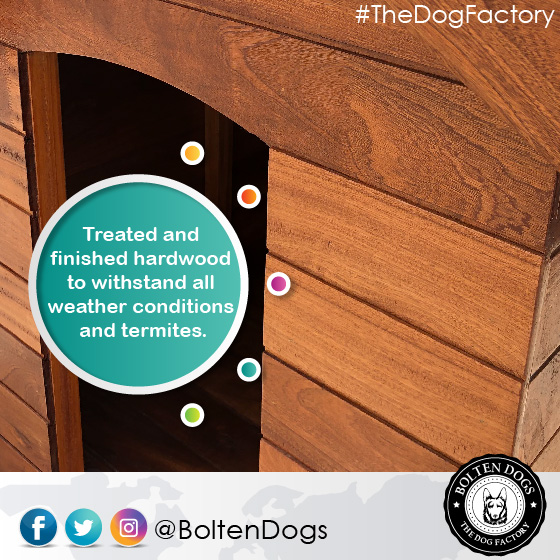 #TheDogFactory
Treated and
finished hardwood
to withstand all
weather conditions
and termites.
@BoltenDogs
BOLTEN DOGS
THE DOG FACTORY